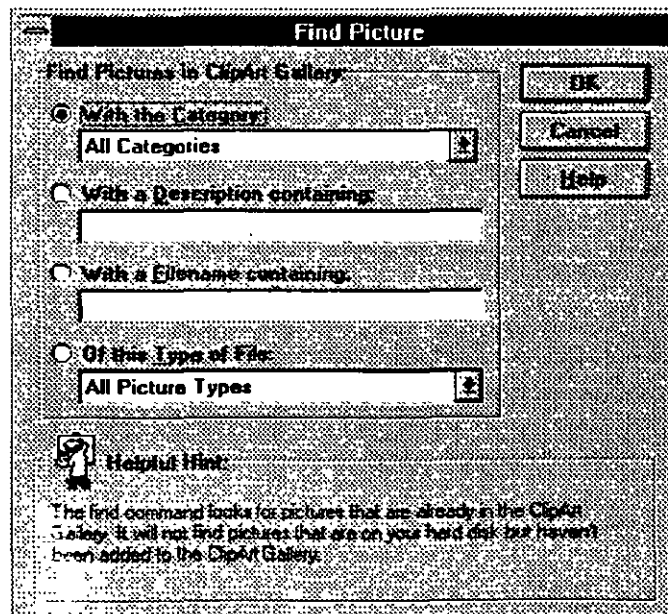 Find Picture
Find Pictures in ClipArt Gallery:
With the Category:
All Categories
With a Description containing:
With a Filename containing:
Of this Type of File:
All Picture Types
OK
Cancel
Help
Helpful Hint:
The find command looks for pictures that are already in the ClipArt
Gallery. It will not find pictures that are on your hard disk but haven't
been added to the ClipArt Gallery.